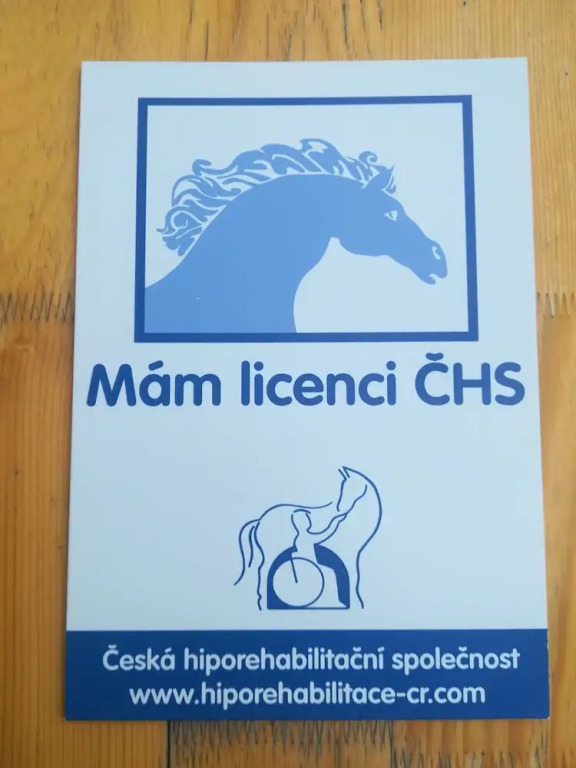 Mám licenci ČHS
Česká hiporehabilitační společnost
www.hiporehabilitace-cr.com